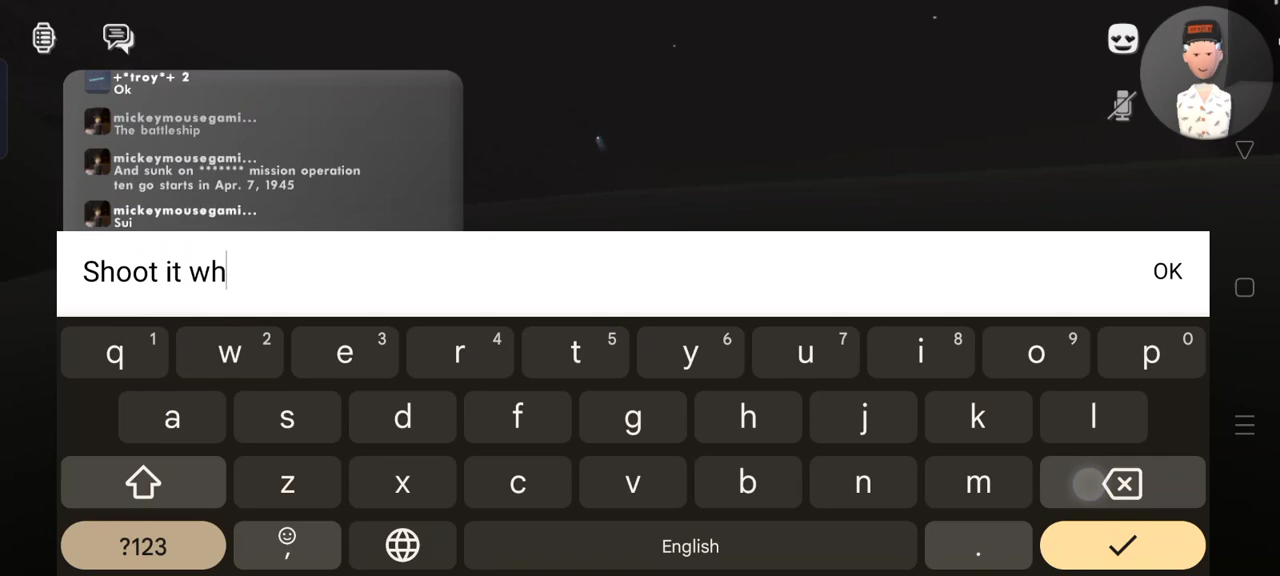 +*troy*+ 2
Ok
mickeymousegami...
The battleship
mickeymousegami...
And sunk on ******* mission operation
ten go starts in Apr. 7, 1945
mickeymousegami...
Sui
Shoot it wh
OK
q 1 w 2 e 3 r 4 t 5 y 6 u 7 i 8 o 9 p 0
a s d f g h j k l
z x c v b n m
?123 , English .